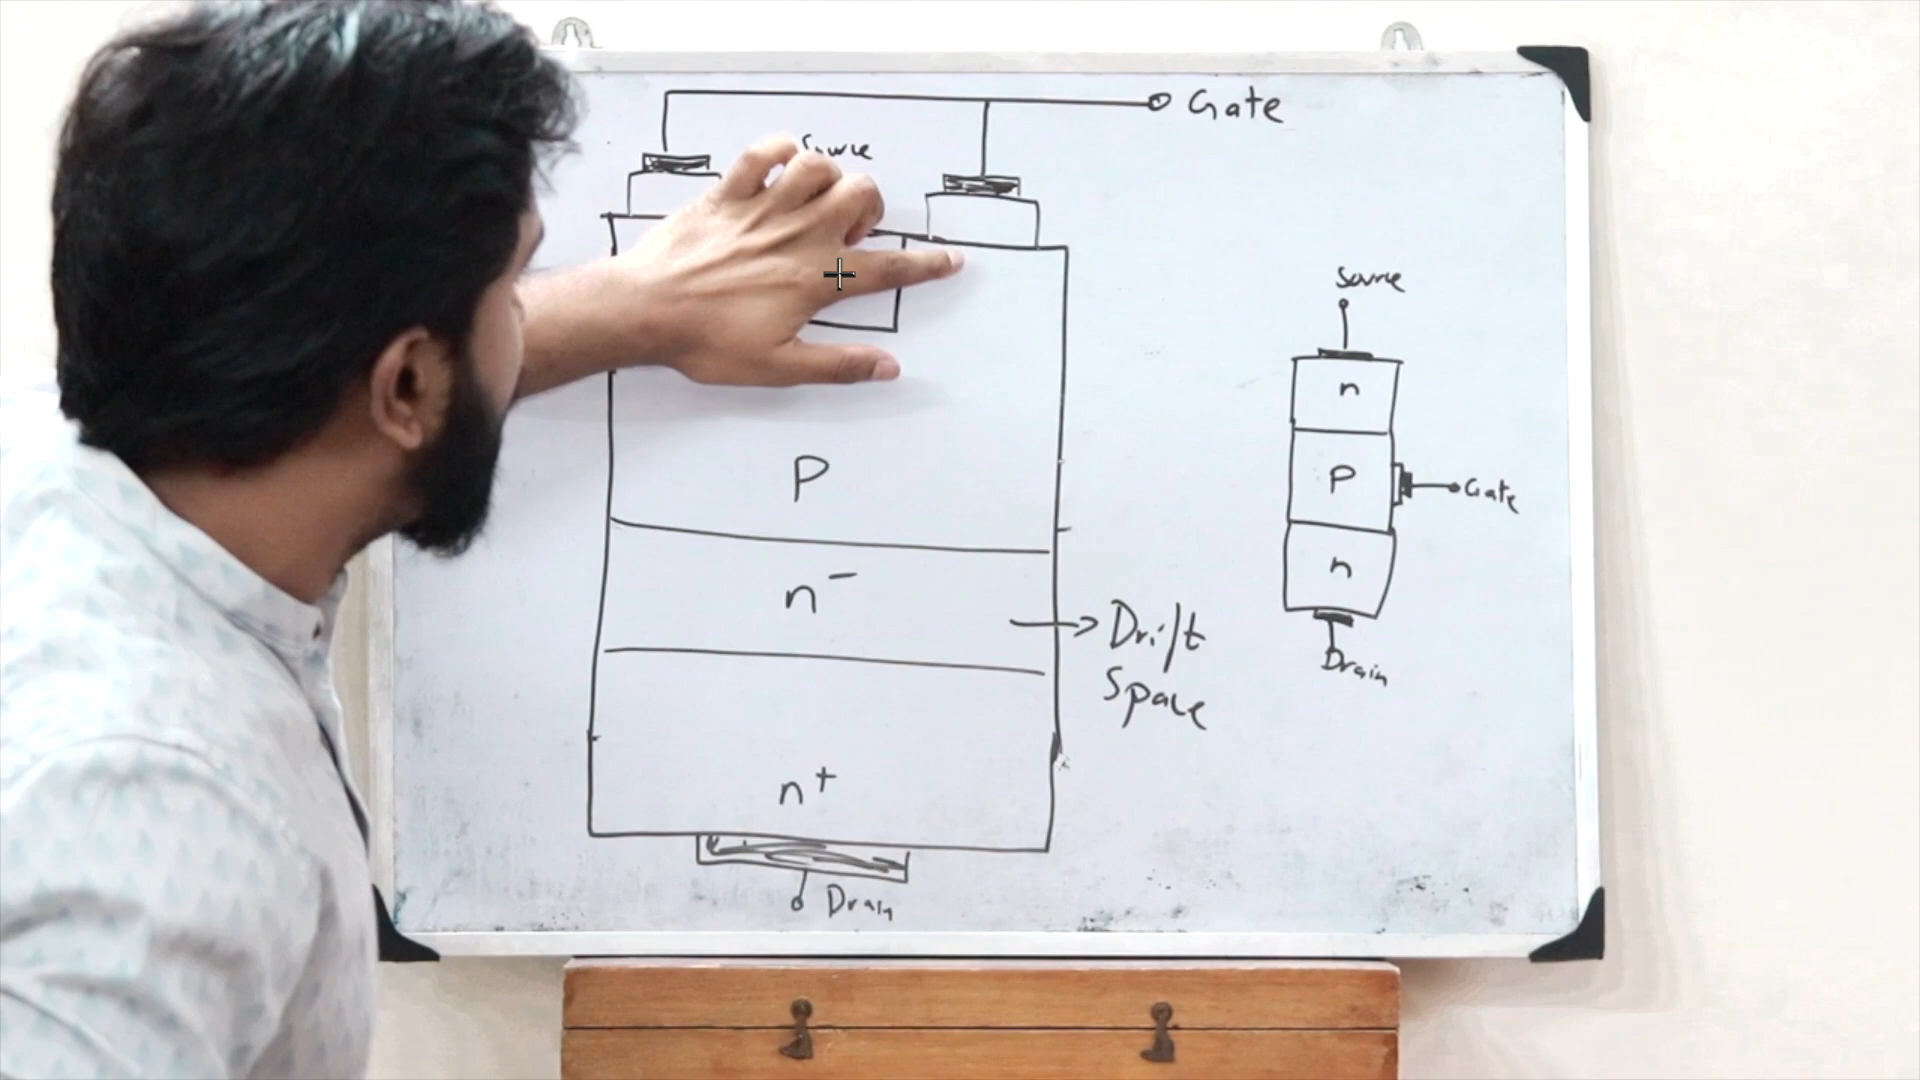 Gate
Source
P
n⁻
Drift
Space
n⁺
Drain
Source
n
P
Gate
n
Drain